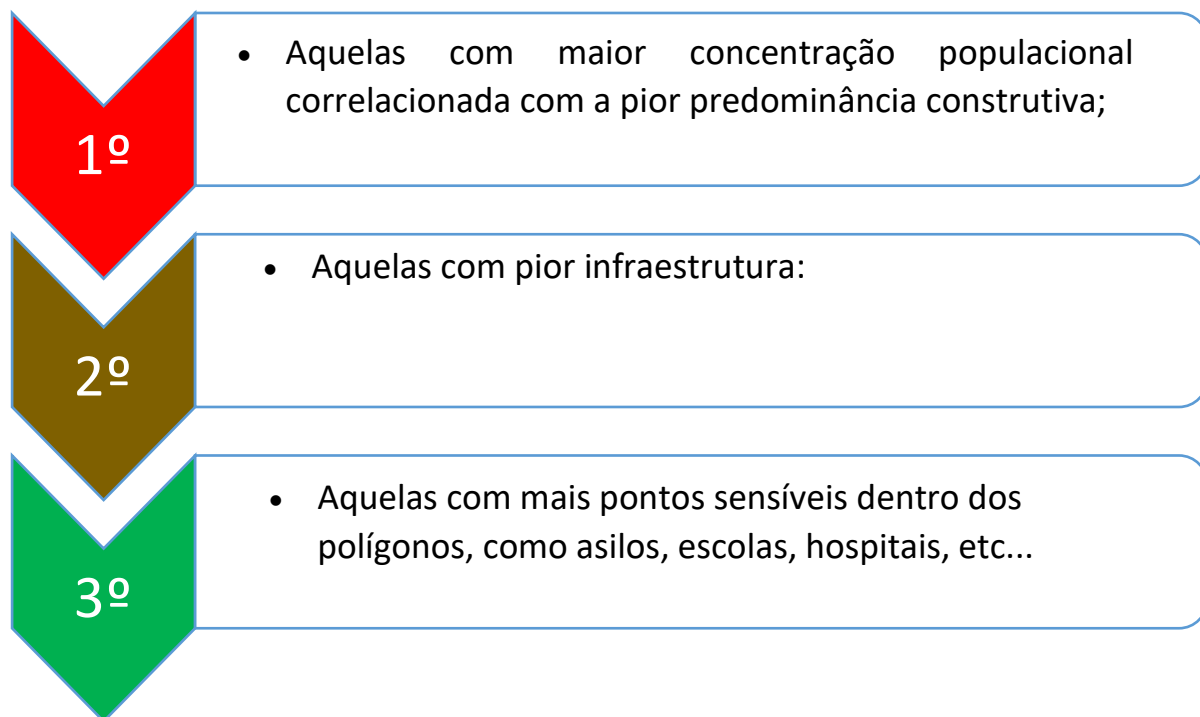 • Aquelas com maior concentração populacional
correlacionada com a pior predominância construtiva;
1º
• Aquelas com pior infraestrutura:
2º
• Aquelas com mais pontos sensíveis dentro dos
polígonos, como asilos, escolas, hospitais, etc...
3º